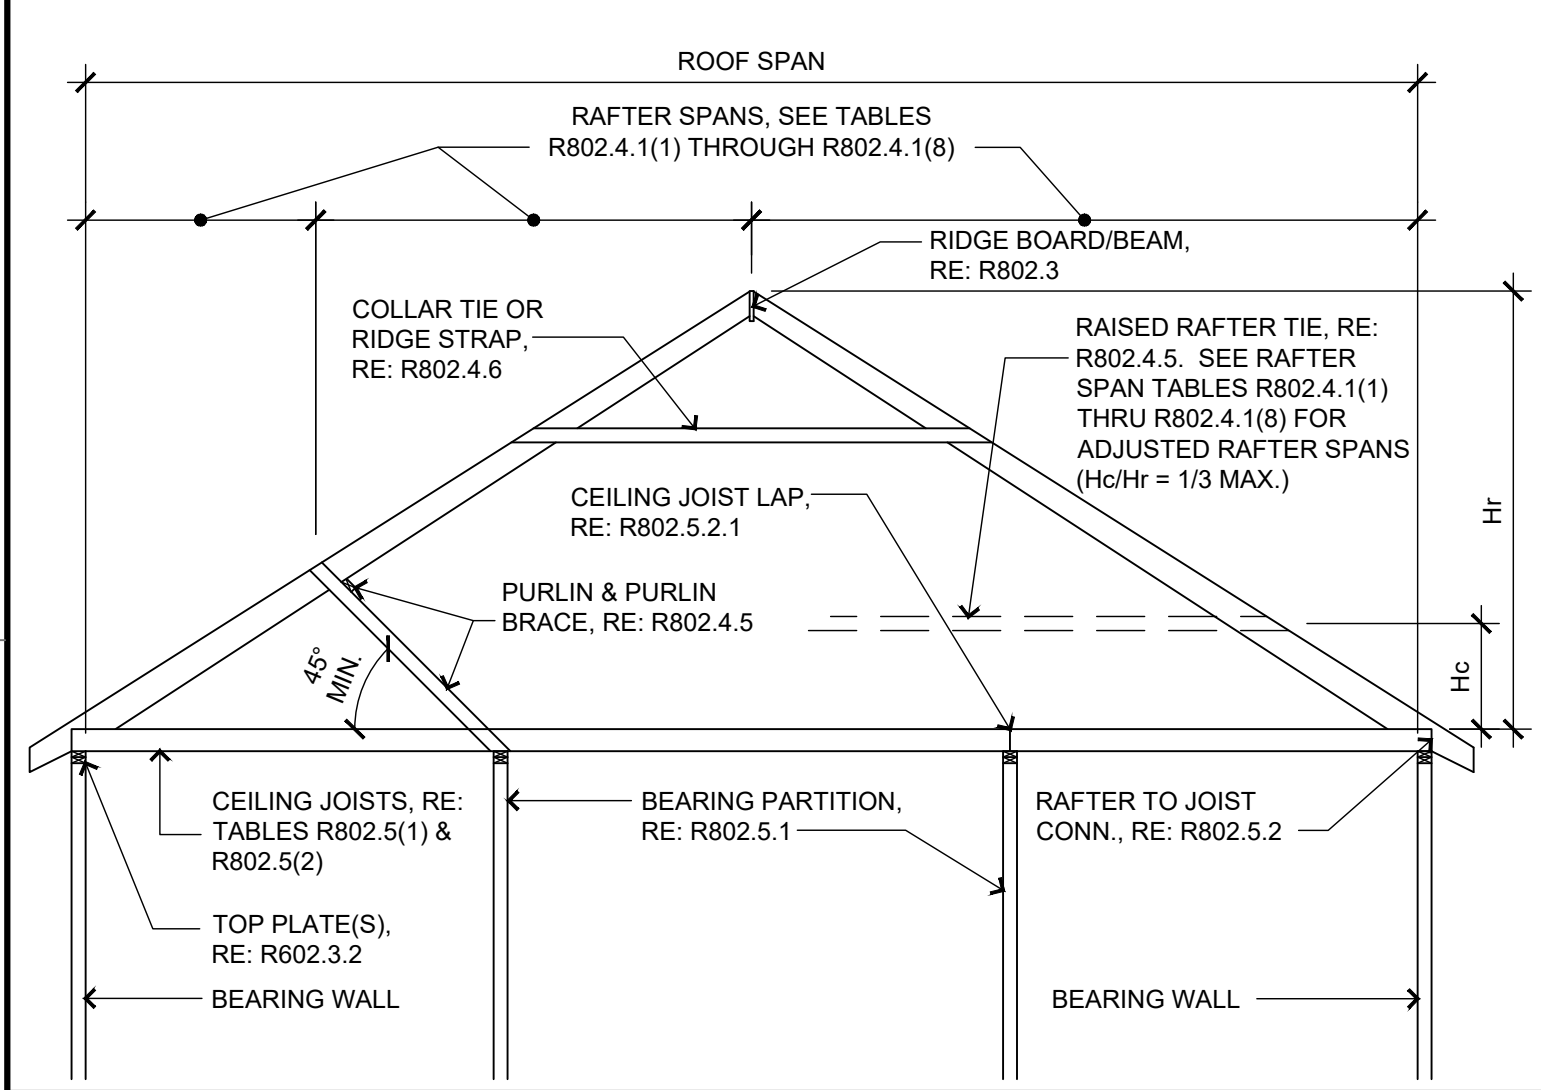 ROOF SPAN
RAFTER SPANS, SEE TABLES
R802.4.1(1) THROUGH R802.4.1(8)
RIDGE BOARD/BEAM,
RE: R802.3
COLLAR TIE OR
RIDGE STRAP,
RE: R802.4.6
RAISED RAFTER TIE, RE:
R802.4.5. SEE RAFTER
SPAN TABLES R802.4.1(1)
THRU R802.4.1(8) FOR
ADJUSTED RAFTER SPANS
(Hc/Hr = 1/3 MAX.)
Hr
CEILING JOIST LAP,
RE: R802.5.2.1
PURLIN & PURLIN
BRACE, RE: R802.4.5
45°
MIN.
Hc
CEILING JOISTS, RE:
TABLES R802.5(1) &
R802.5(2)
BEARING PARTITION,
RE: R802.5.1
RAFTER TO JOIST
CONN., RE: R802.5.2
TOP PLATE(S),
RE: R602.3.2
BEARING WALL
BEARING WALL